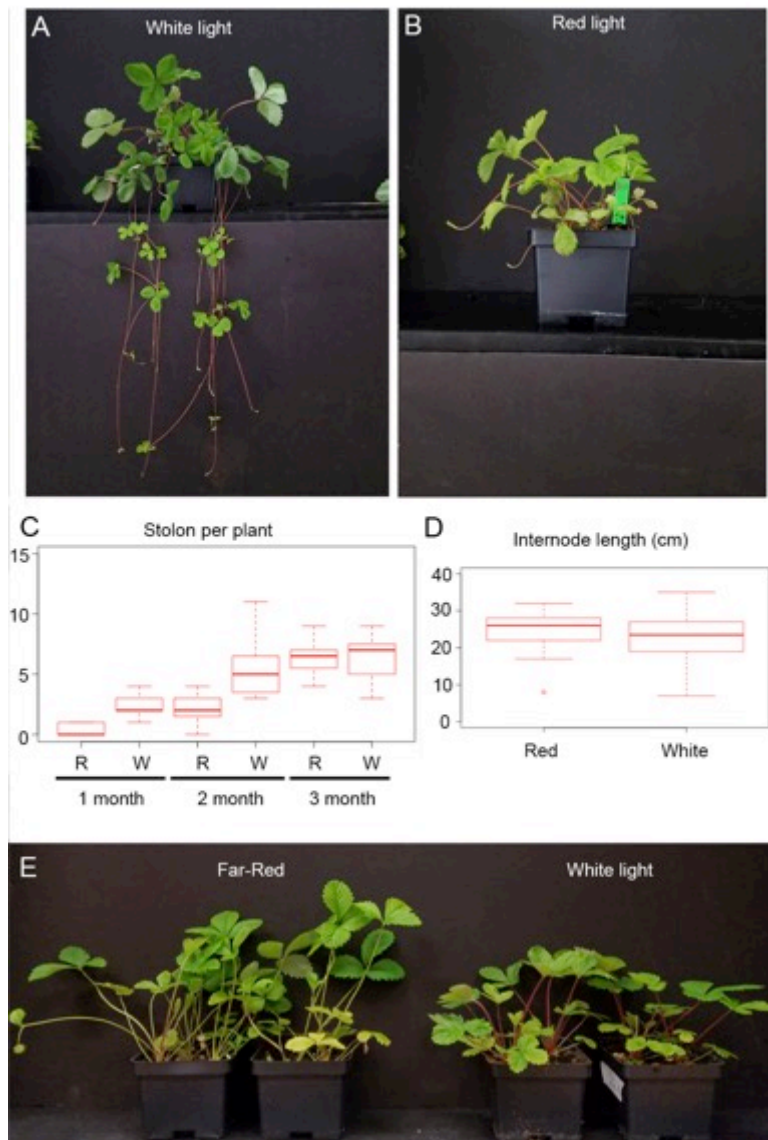 A
White light
B
Red light
C
Stolon per plant
15
10
5
0
R W R W R W
1 month 2 month 3 month
D
Internode length (cm)
40
30
20
10
0
Red White
E
Far-Red
White light